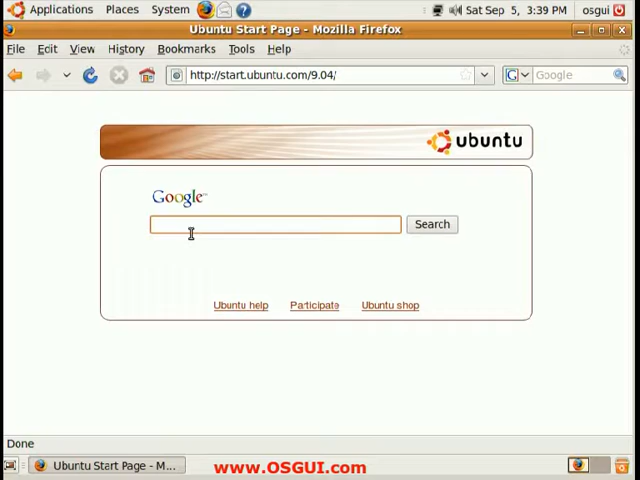 Applications Places System Sat Sep 5, 3:39 PM osgui
Ubuntu Start Page - Mozilla Firefox
File Edit View History Bookmarks Tools Help
http://start.ubuntu.com/9.04/ G Google
ubuntu
Google™
Search
Ubuntu help Participate Ubuntu shop
Done
Ubuntu Start Page - M...
www.OSGUI.com